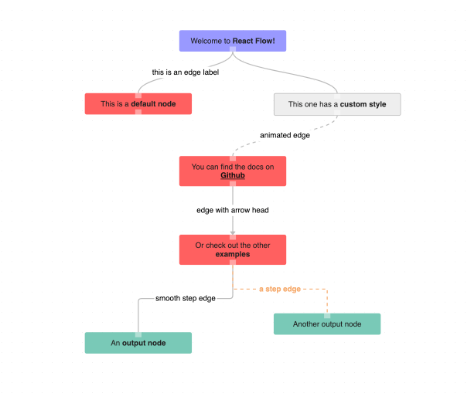 Welcome to React Flow!
this is an edge label
This is a default node
This one has a custom style
animated edge
You can find the docs on
Github
edge with arrow head
Or check out the other
examples
a step edge
smooth step edge
Another output node
An output node